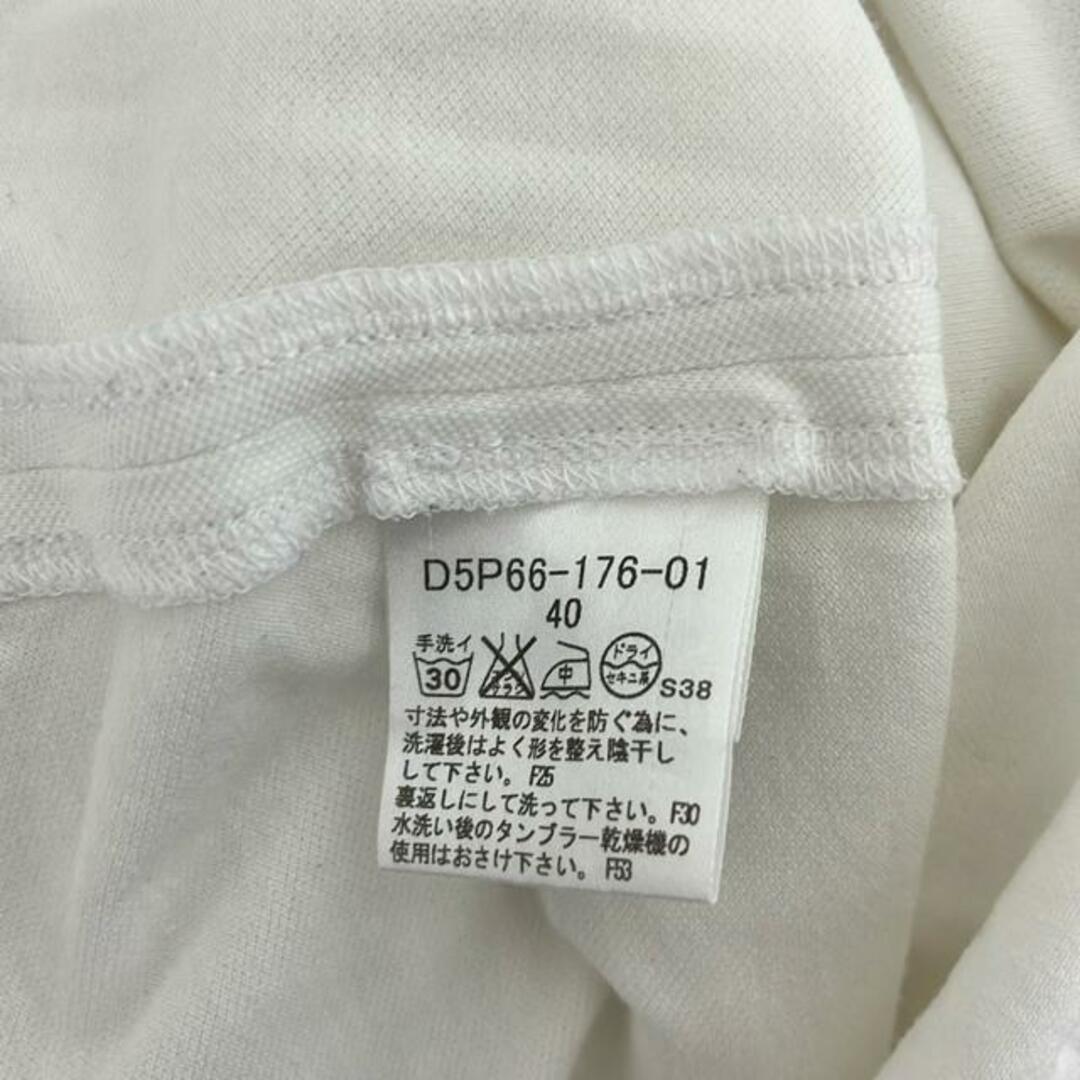 D5P66-176-01
40
手洗イ
30 中 ドライ
セキユ系 S38
寸法や外観の変化を防ぐ為に、
洗濯後はよく形を整え陰干し
して下さい。F25
裏返しにして洗って下さい。F30
水洗い後のタンブラー乾燥機の
使用はおさけ下さい。F53